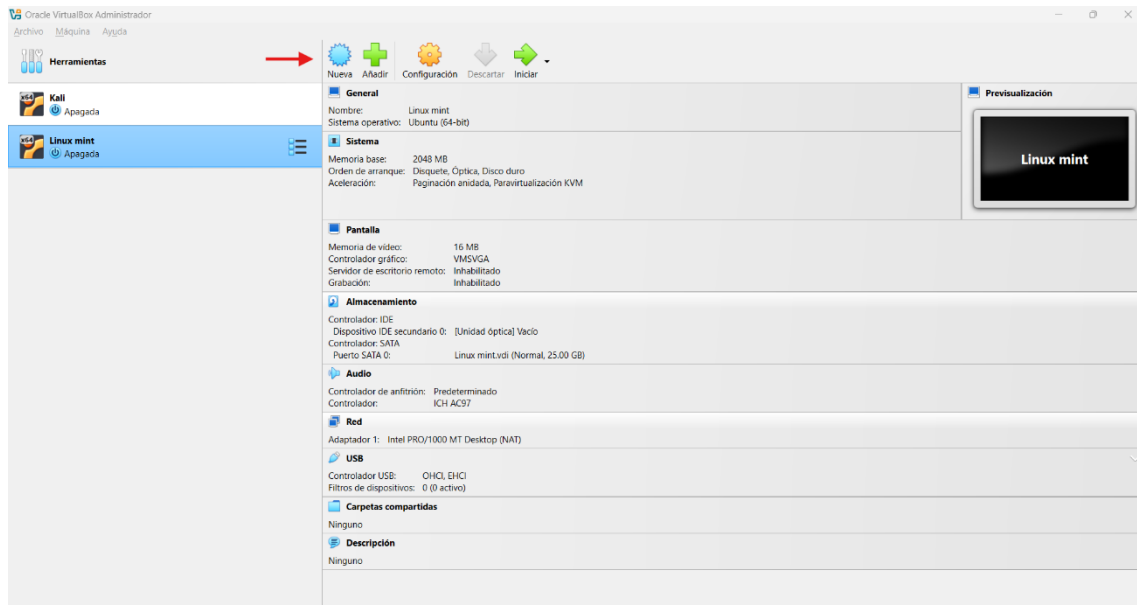 Oracle VirtualBox Administrador
Archivo Máquina Ayuda
Herramientas
Nueva Añadir Configuración Descartar Iniciar
x64 Kali
Apagada
x64 Linux mint
Apagada
General
Nombre: Linux mint
Sistema operativo: Ubuntu (64-bit)
Previsualización
Linux mint
Sistema
Memoria base: 2048 MB
Orden de arranque: Disquete, Óptica, Disco duro
Aceleración: Paginación anidada, Paravirtualización KVM
Pantalla
Memoria de vídeo: 16 MB
Controlador gráfico: VMSVGA
Servidor de escritorio remoto: Inhabilitado
Grabación: Inhabilitado
Almacenamiento
Controlador: IDE
Dispositivo IDE secundario 0: [Unidad óptica] Vacío
Controlador: SATA
Puerto SATA 0: Linux mint.vdi (Normal, 25.00 GB)
Audio
Controlador de anfitrión: Predeterminado
Controlador: ICH AC97
Red
Adaptador 1: Intel PRO/1000 MT Desktop (NAT)
USB
Controlador USB: OHCI, EHCI
Filtros de dispositivos: 0 (0 activo)
Carpetas compartidas
Ninguno
Descripción
Ninguno